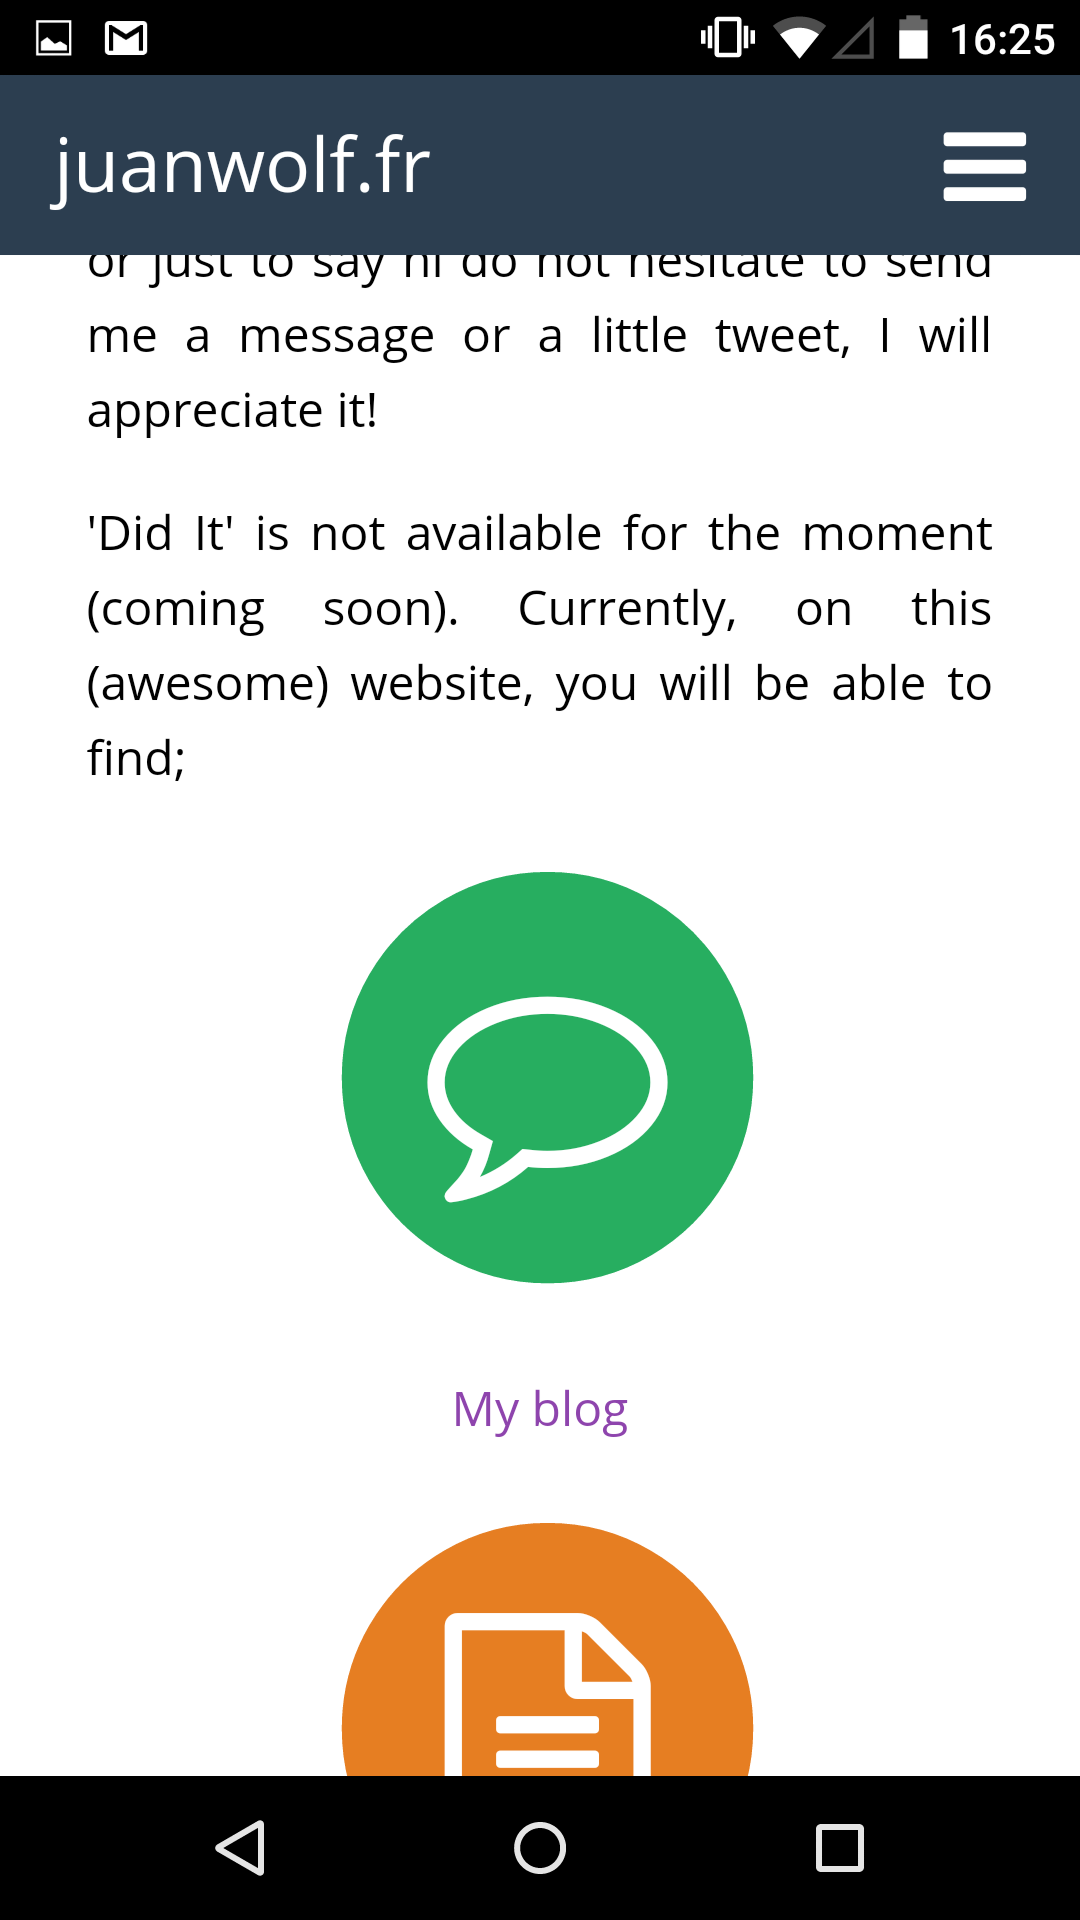 16:25
juanwolf.fr
or just to say hi do not hesitate to send
me a message or a little tweet, I will
appreciate it!
'Did It' is not available for the moment
(coming soon). Currently, on this
(awesome) website, you will be able to
find;
My blog